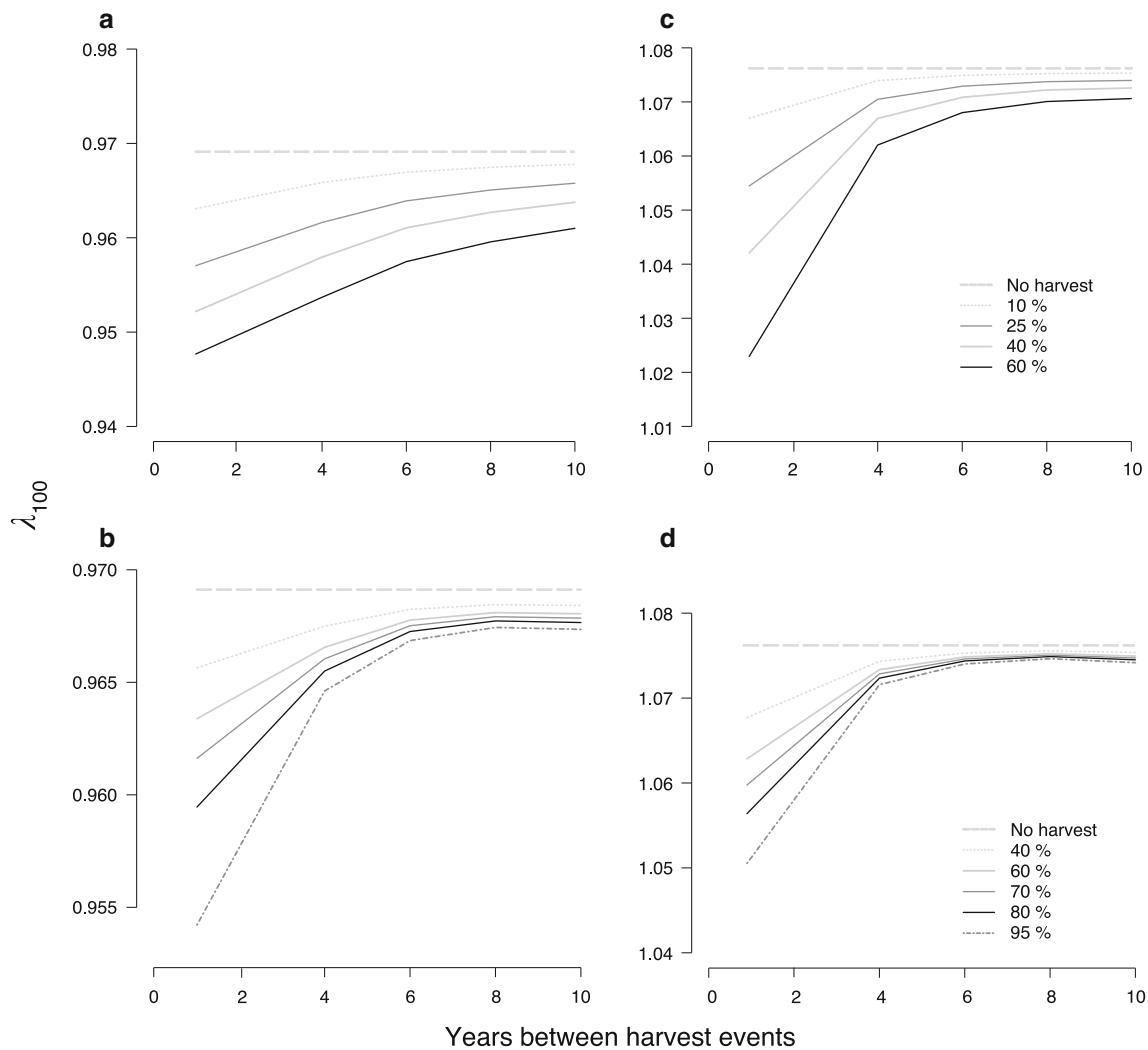 a
0.98
0.97
0.96
0.95
0.94
0 2 4 6 8 10
c
1.08
1.07
1.06
1.05
1.04
1.03
1.02
1.01
No harvest
10 %
25 %
40 %
60 %
0 2 4 6 8 10
λ100
b
0.970
0.965
0.960
0.955
0 2 4 6 8 10
d
1.08
1.07
1.06
1.05
1.04
No harvest
40 %
60 %
70 %
80 %
95 %
0 2 4 6 8 10
Years between harvest events